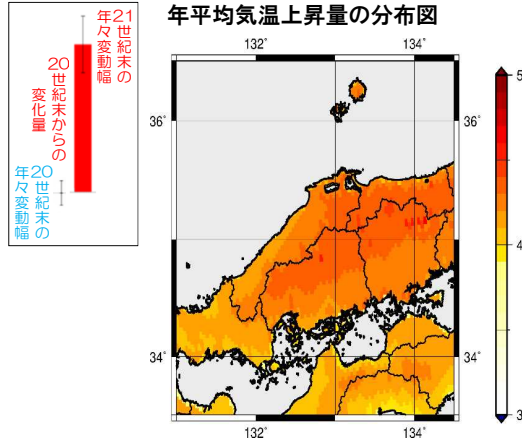 年平均気温上昇量の分布図
21世紀末の
年々変動幅
20世紀末からの
変化量
20世紀末の
年々変動幅
132°
134°
36°
36°
34°
34°
132°
134°
5
4
3